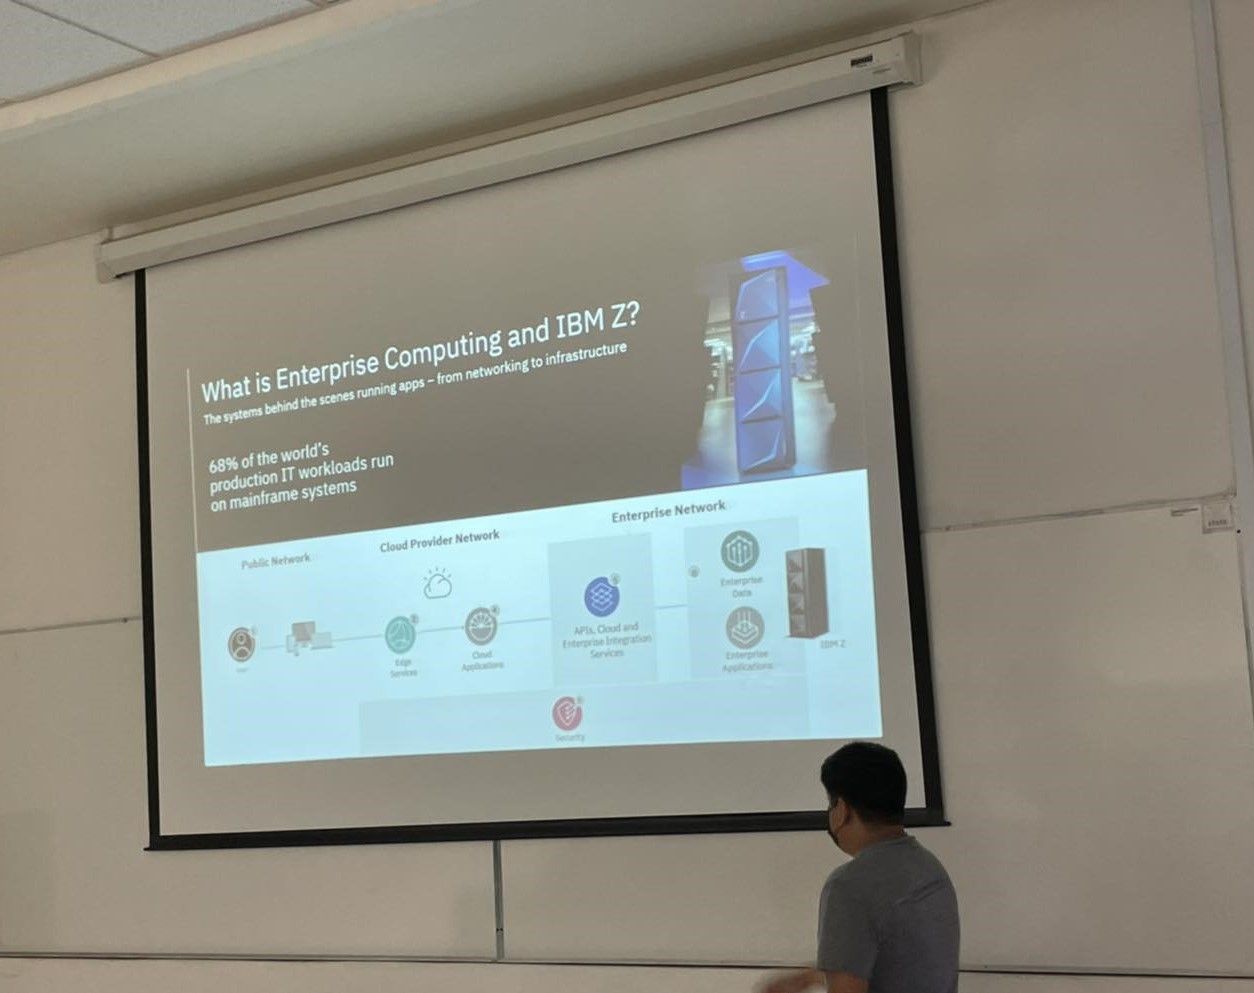 What is Enterprise Computing and IBM Z?
The systems behind the scenes running apps – from networking to infrastructure
68% of the world's
production IT workloads run
on mainframe systems
Public Network
Cloud Provider Network
Enterprise Network
Edge
Services
Cloud
Applications
APIs, Cloud and
Enterprise Integration
Services
Enterprise
Data
Enterprise
Applications
IBM Z
Security